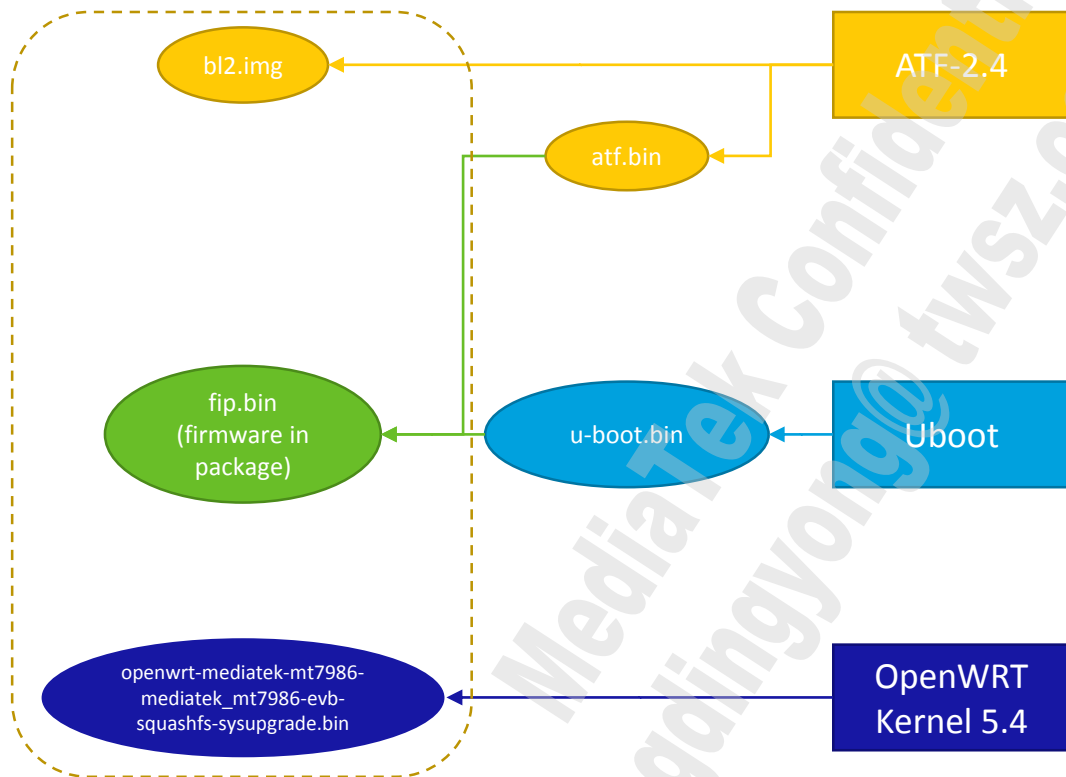 bl2.img
ATF-2.4
atf.bin
fip.bin
(firmware in
package)
u-boot.bin
Uboot
openwrt-mediatek-mt7986-
mediatek_mt7986-evb-
squashfs-sysupgrade.bin
OpenWRT
Kernel 5.4
MediaTek